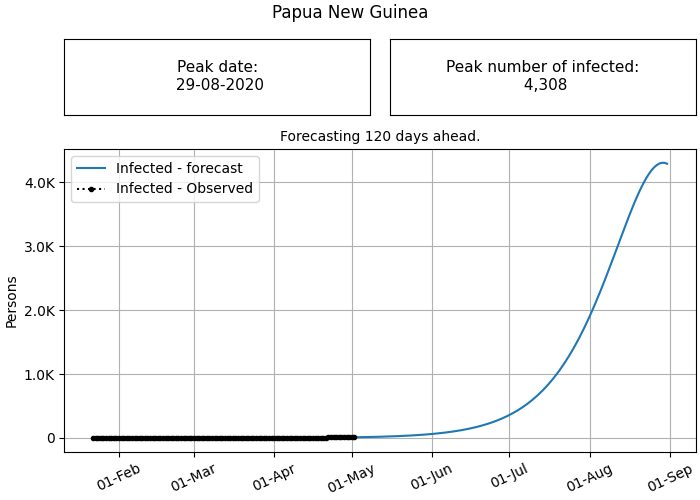 Papua New Guinea
Peak date:
29-08-2020
Peak number of infected:
4,308
Forecasting 120 days ahead.
Infected - forecast
Infected - Observed
Persons
4.0K
3.0K
2.0K
1.0K
0
01-Feb
01-Mar
01-Apr
01-May
01-Jun
01-Jul
01-Aug
01-Sep